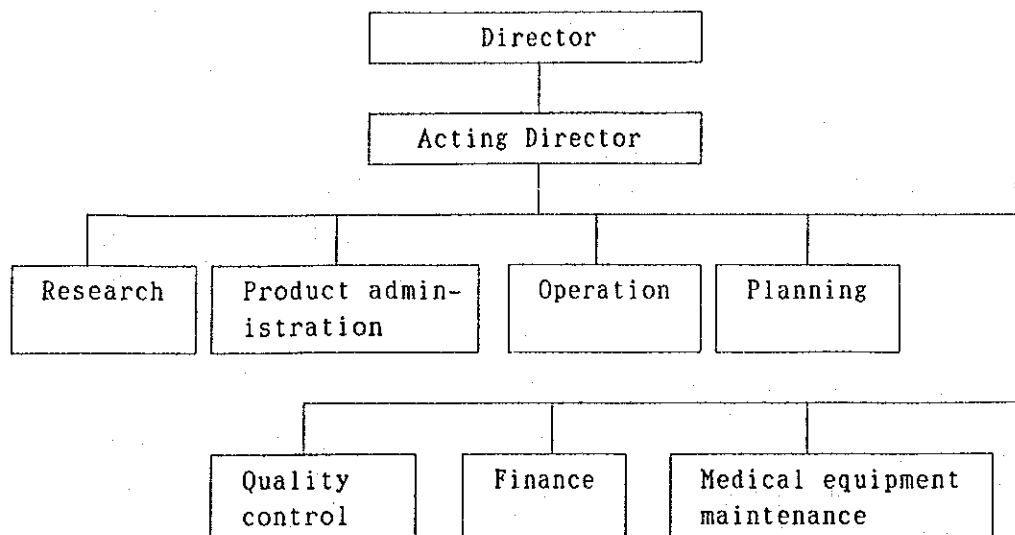 Director
Acting Director
Research
Product admin-
istration
Operation
Planning
Quality
control
Finance
Medical equipment
maintenance